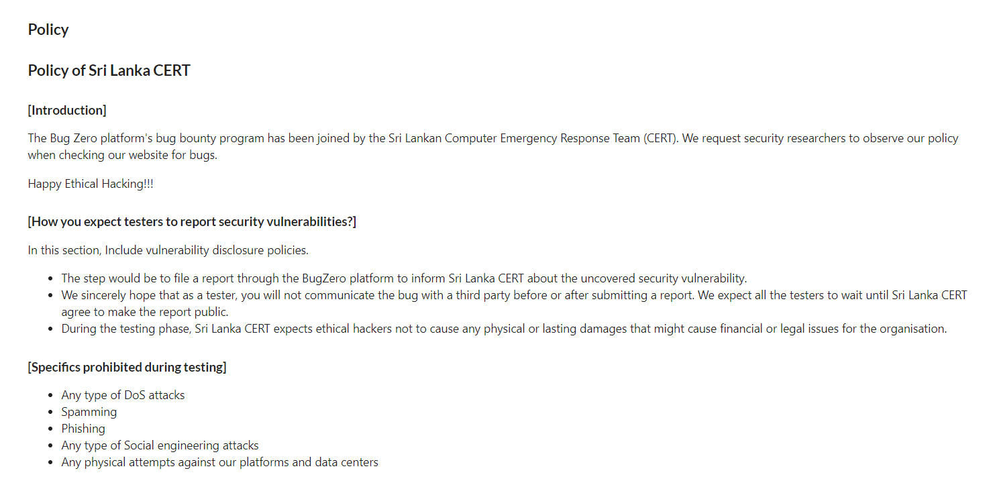 Policy
Policy of Sri Lanka CERT
[Introduction]
The Bug Zero platform's bug bounty program has been joined by the Sri Lankan Computer Emergency Response Team (CERT). We request security researchers to observe our policy
when checking our website for bugs.
Happy Ethical Hacking!!!
[How you expect testers to report security vulnerabilities?]
In this section, Include vulnerability disclosure policies.
• The step would be to file a report through the BugZero platform to inform Sri Lanka CERT about the uncovered security vulnerability.
• We sincerely hope that as a tester, you will not communicate the bug with a third party before or after submitting a report. We expect all the testers to wait until Sri Lanka CERT
agree to make the report public.
• During the testing phase, Sri Lanka CERT expects ethical hackers not to cause any physical or lasting damages that might cause financial or legal issues for the organisation.
[Specifics prohibited during testing]
• Any type of DoS attacks
• Spamming
• Phishing
• Any type of Social engineering attacks
• Any physical attempts against our platforms and data centers